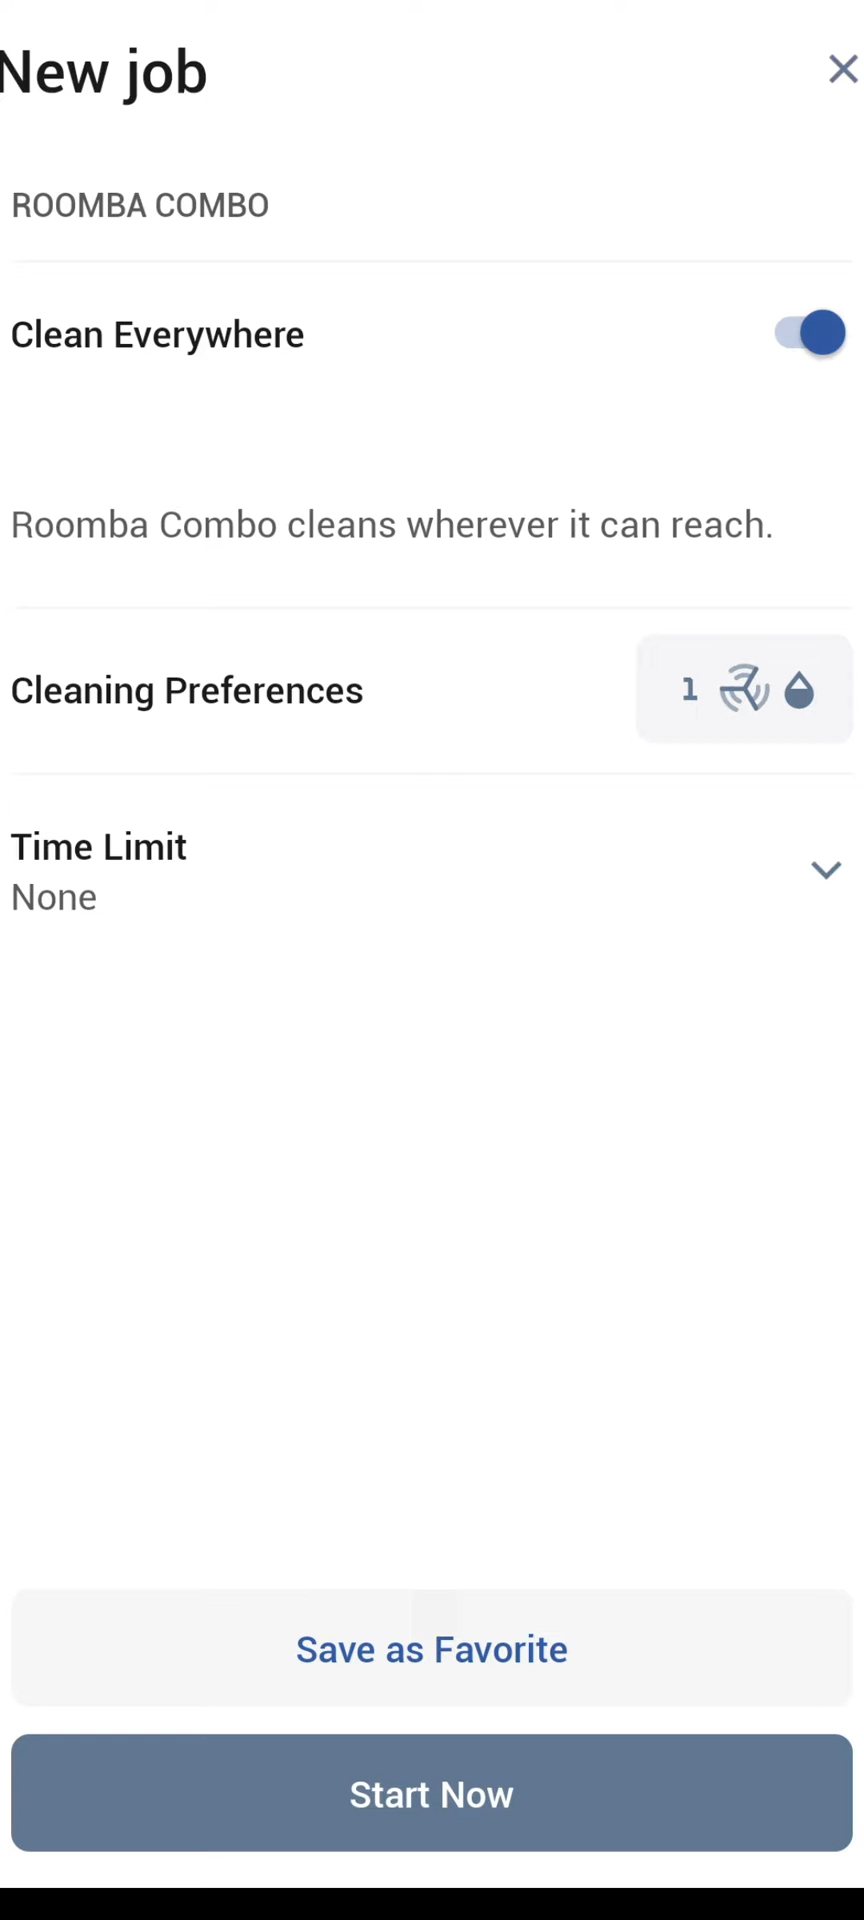 New job
ROOMBA COMBO
Clean Everywhere
Roomba Combo cleans wherever it can reach.
Cleaning Preferences
1
Time Limit
None
Save as Favorite
Start Now